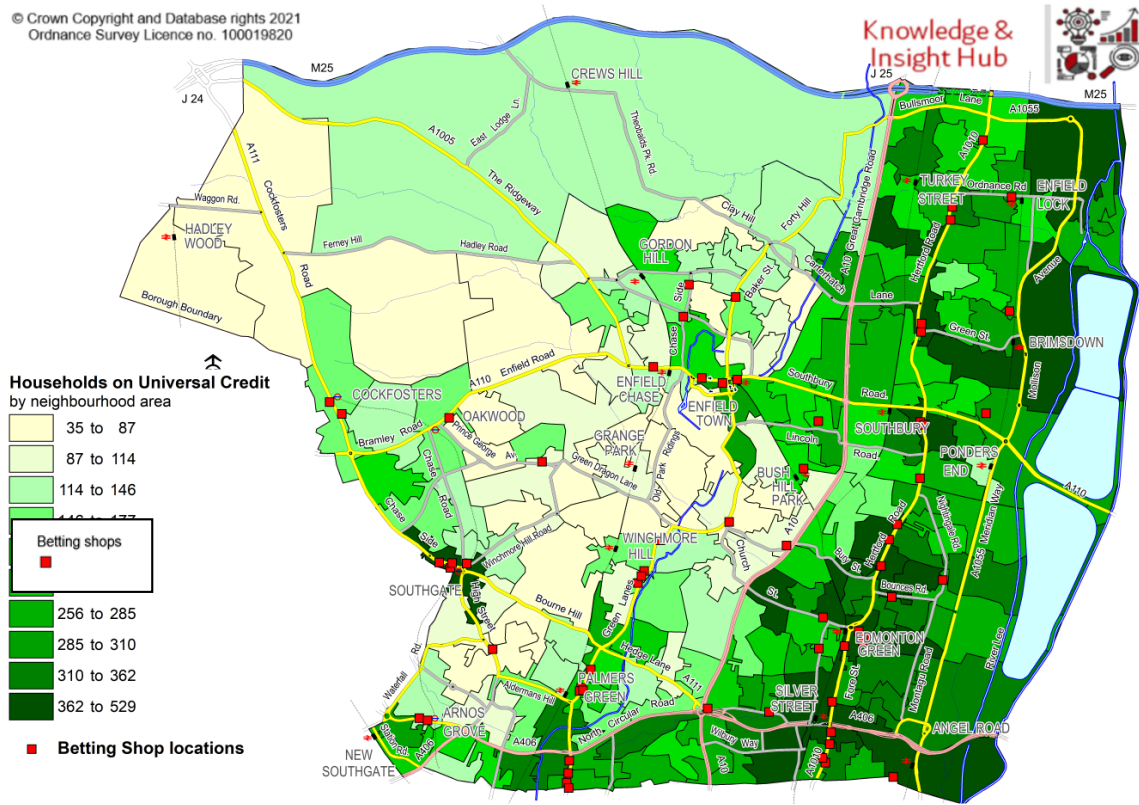 © Crown Copyright and Database rights 2021
Ordnance Survey Licence no. 100019820
Knowledge &
Insight Hub
M25
J 24
J 25
M25
CREWS HILL
Bullsmoor Lane
A1055
A1010
A111
A1005
East Lodge Ln.
Theobalds Pk. Rd.
Cockfosters
Road
The Ridgeway
Waggon Rd.
HADLEY
WOOD
Ferney Hill
Hadley Road
Clay Hill
Forty Hill
A10 Great Cambridge Road
TURKEY
STREET
Ordnance Rd
ENFIELD
LOCK
Hertford Road
GORDON
HILL
Baker St.
Carterhatch
Lane
Avenue
Borough Boundary
Side
Chase
Green St.
BRIMSDOWN
Mollison
Households on Universal Credit
by neighbourhood area
35 to 87
87 to 114
114 to 146
Betting shops
256 to 285
285 to 310
310 to 362
362 to 529
Betting Shop locations
A110
Enfield Road
ENFIELD
CHASE
ENFIELD
TOWN
Southbury
Road.
SOUTHBURY
COCKFOSTERS
OAKWOOD
Bramley Road
Prince George
Av.
GRANGE
PARK
Green Dragon Lane
Old Park Ridings
Lincoln
Road
BUSH
HILL
PARK
PONDERS
END
A110
Chase
Road
Chase
Side
Winchmore Hill Road
WINCHMORE
HILL
Church
St.
A10
Bury St.
Hertford
Road
Nightingale Rd.
A1055 Meridian Way
Bounces Rd.
SOUTHGATE
High Street
Bourne Hill
Green Lanes
Hedge Lane
A111
EDMONTON
GREEN
Fore St.
Montagu Road
River Lee
Waterfall
Rd.
Aldermans Hill
PALMERS
GREEN
SILVER
STREET
ARNOS
GROVE
Station Rd.
A406
A406
North Circular Road
Wilbury Way
A10
A1010
A406
ANGEL ROAD
NEW
SOUTHGATE